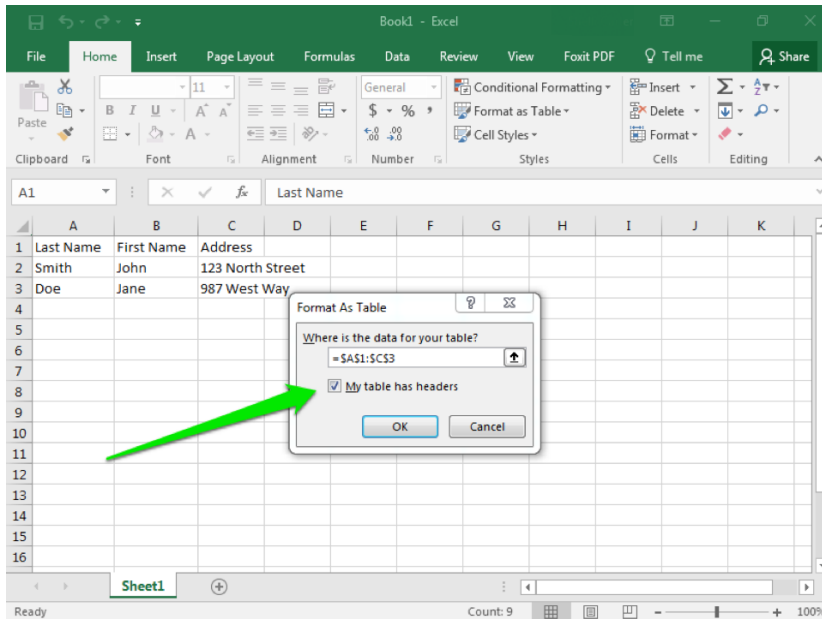 Book1 - Excel
File Home Insert Page Layout Formulas Data Review View Foxit PDF Tell me Share
11 General Conditional Formatting Insert
Paste B I U A A $ % , Format as Table Delete
A .00 .0 Cell Styles Format
Clipboard Font Alignment Number Styles Cells Editing
A1 fx Last Name
A B C D E F G H I J K
1 Last Name First Name Address
2 Smith John 123 North Street
3 Doe Jane 987 West Way
4
Format As Table
5
Where is the data for your table?
6
=$A$1:$C$3
7
8
My table has headers
9
10
OK Cancel
11
12
13
14
15
16
Sheet1
Ready Count: 9 100%